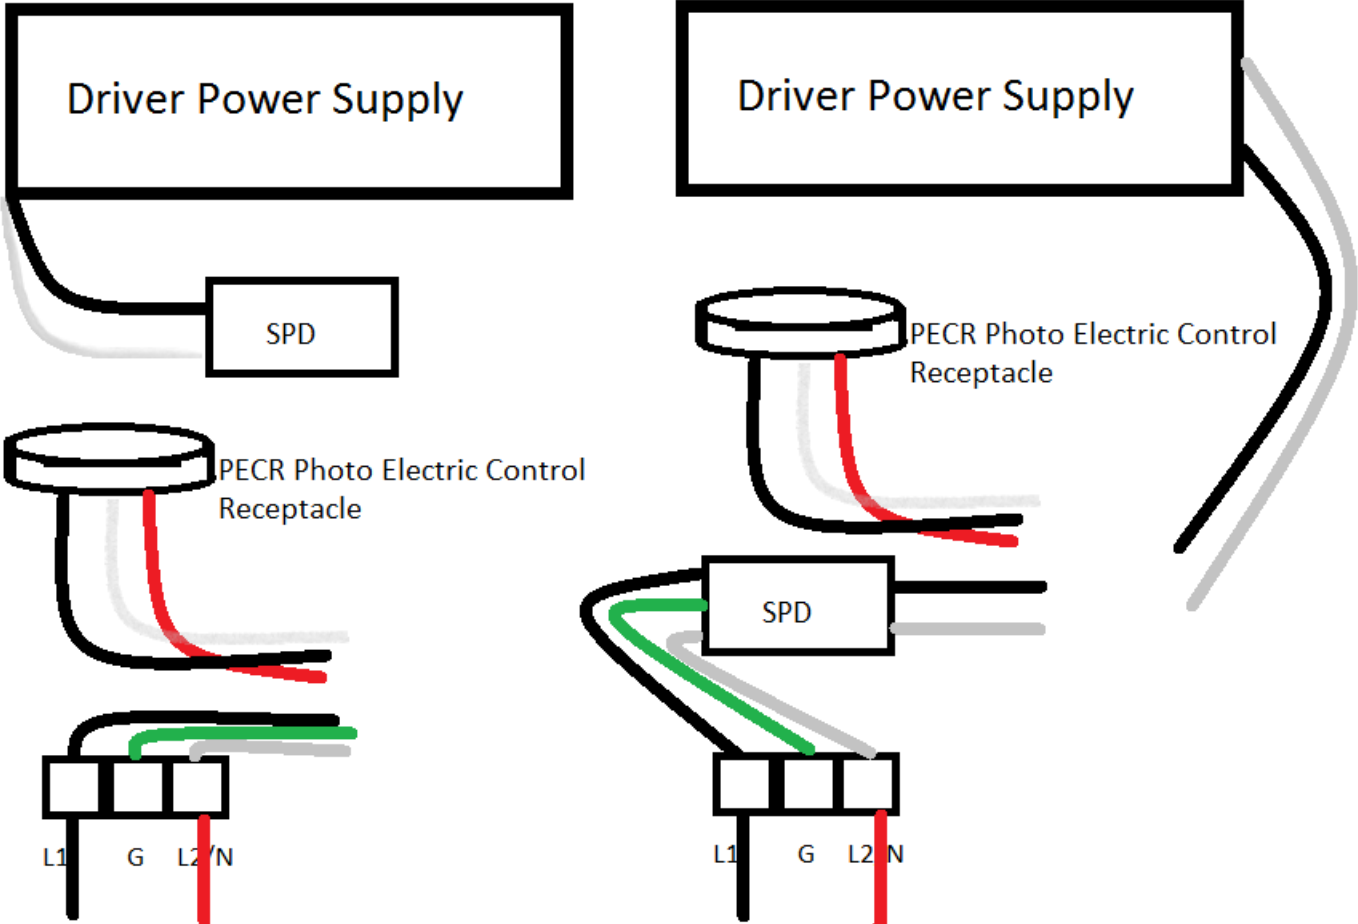 Driver Power Supply
SPD
PECR Photo Electric Control
Receptacle
L1 G L2/N
Driver Power Supply
PECR Photo Electric Control
Receptacle
SPD
L1 G L2 N